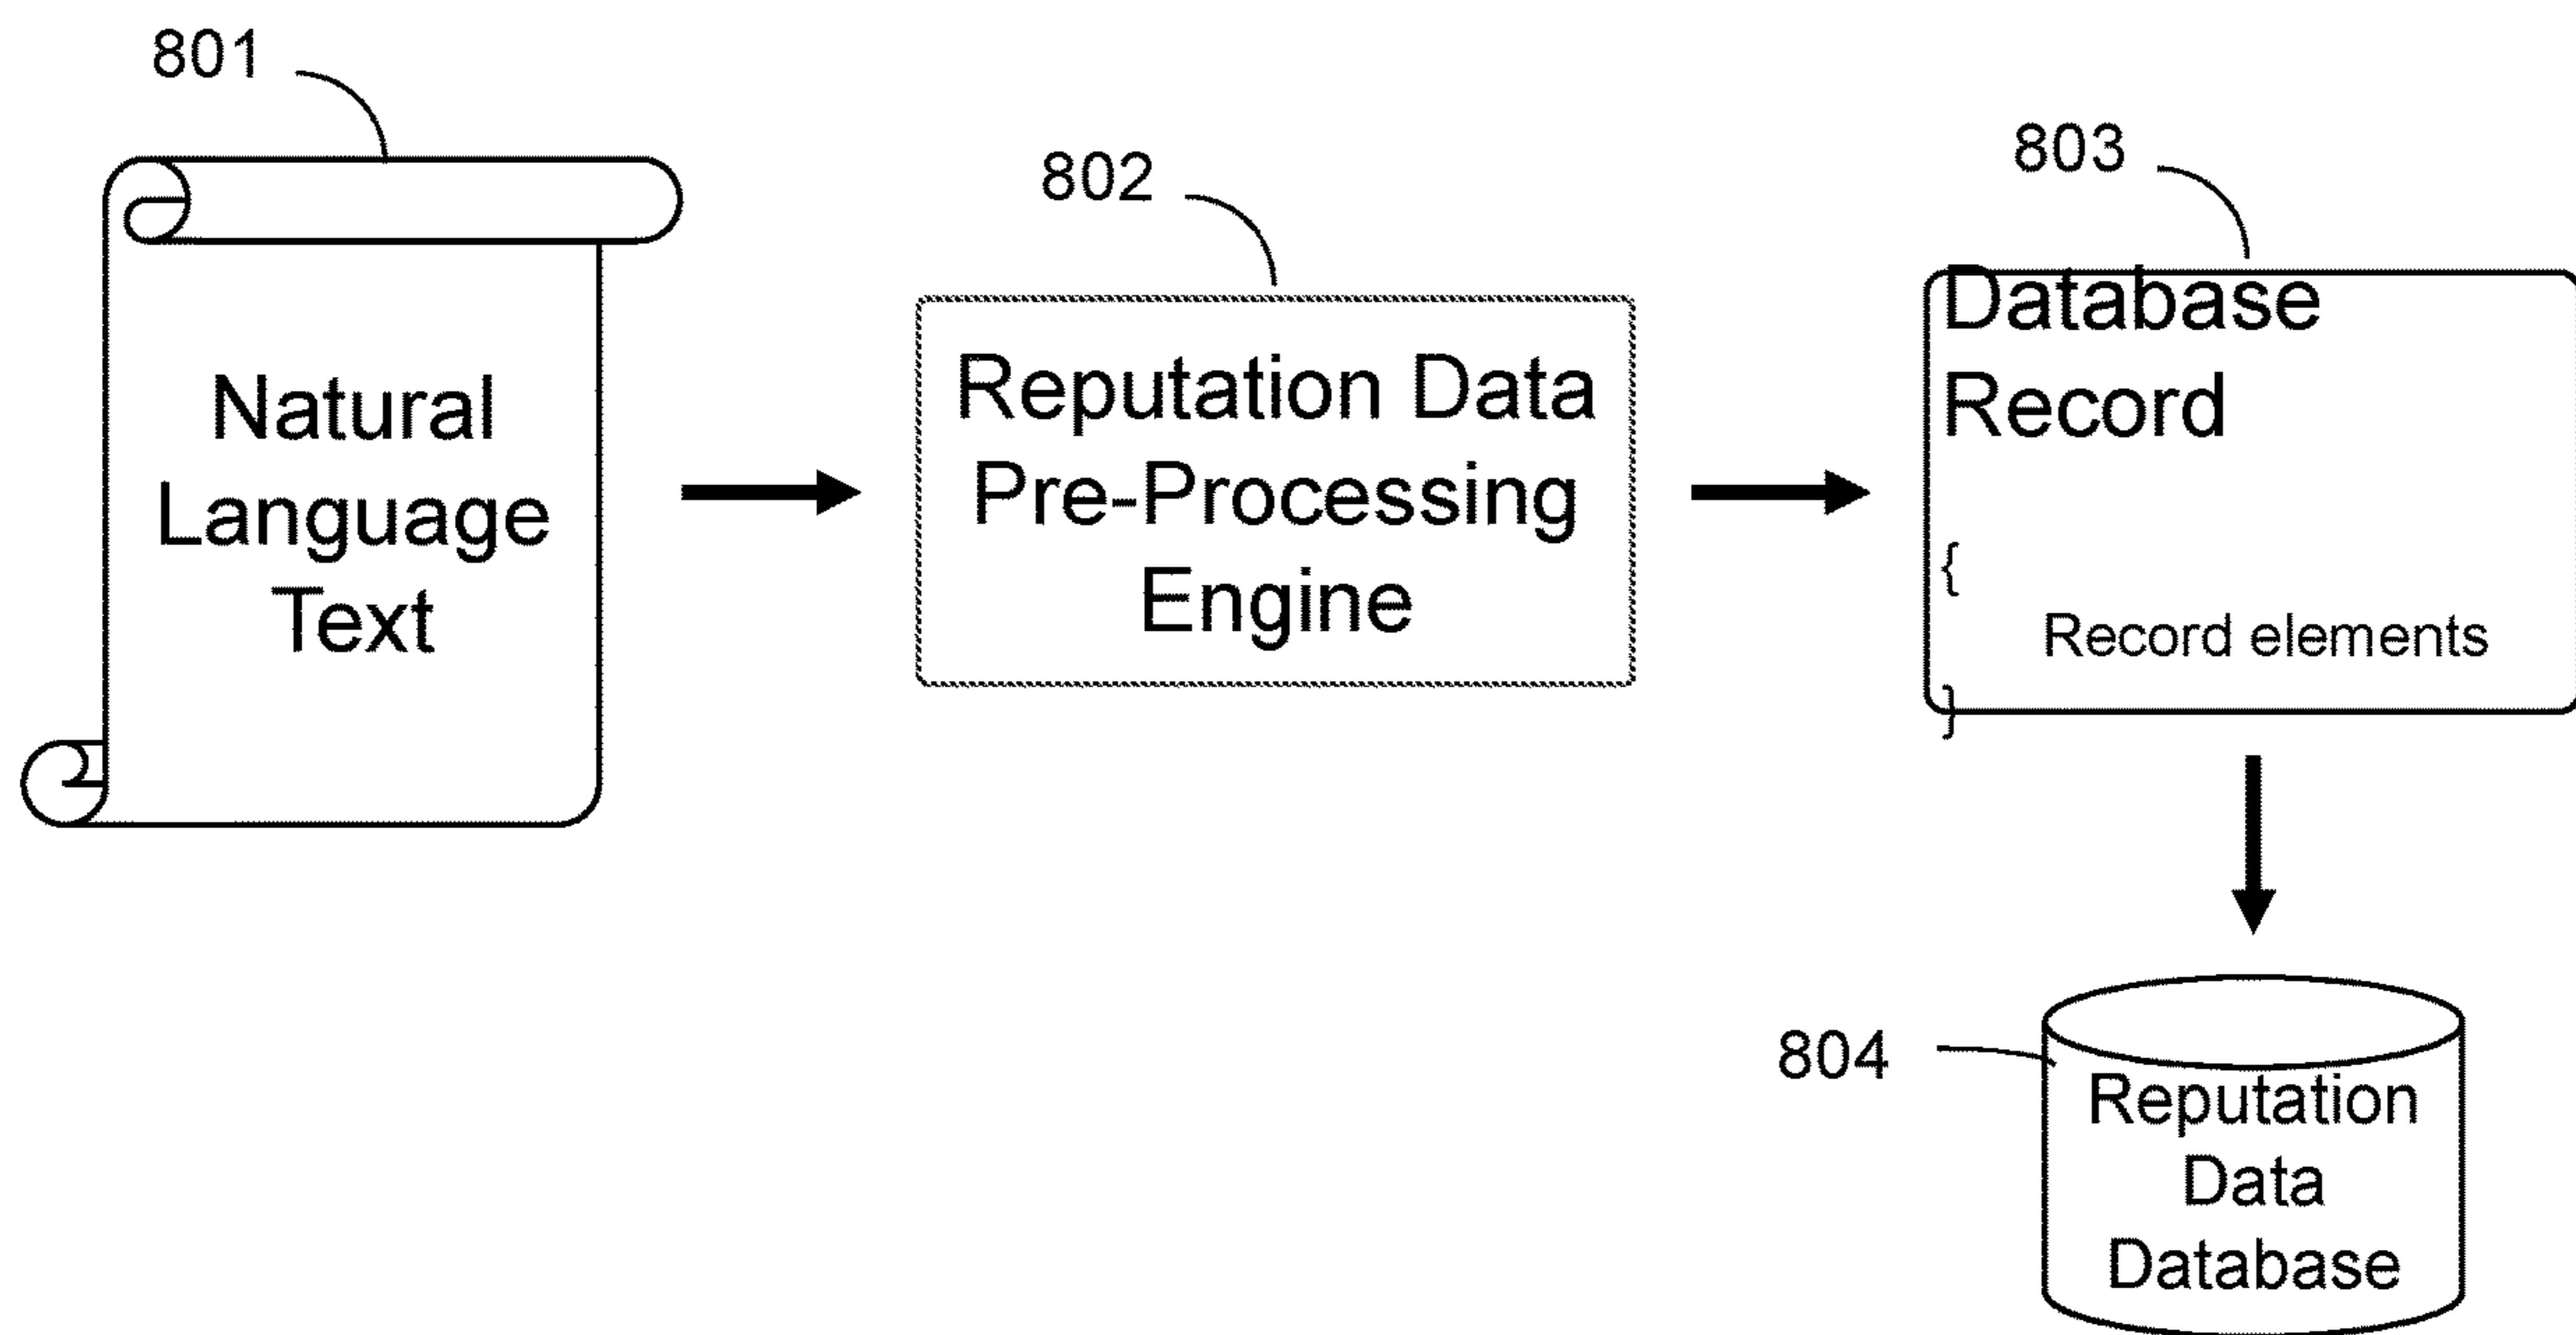 801
Natural
Language
Text
802
Reputation Data
Pre-Processing
Engine
803
Database
Record
{
Record elements
}
804
Reputation
Data
Database